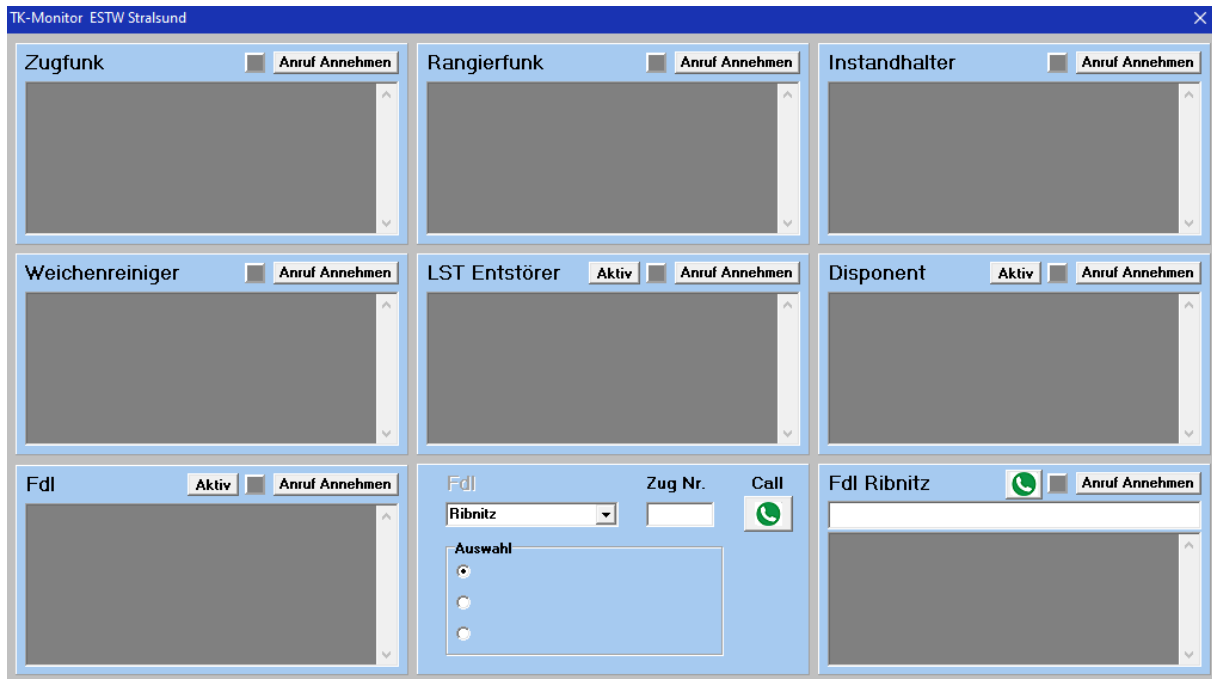 TK-Monitor ESTW Stralsund
Zugfunk Anruf Annehmen
Rangierfunk Anruf Annehmen
Instandhalter Anruf Annehmen
Weichenreiniger Anruf Annehmen
LST Entstörer Aktiv Anruf Annehmen
Disponent Aktiv Anruf Annehmen
Fdl Aktiv Anruf Annehmen
Fdl Zug Nr. Call
Ribnitz
Auswahl
Fdl Ribnitz Anruf Annehmen